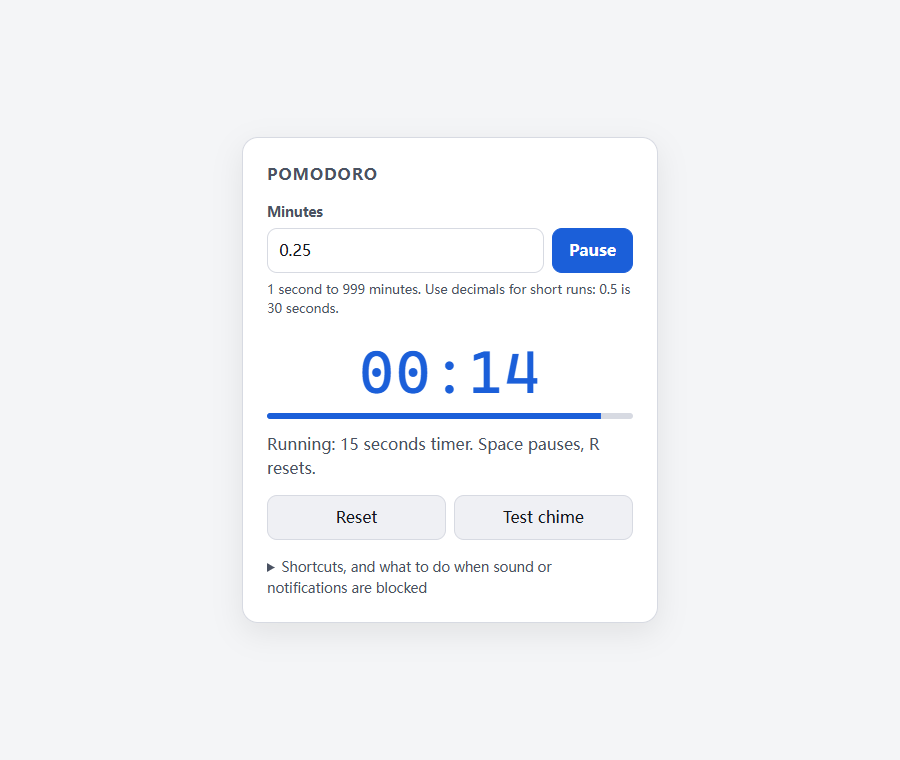 POMODORO
Minutes
0.25
Pause
1 second to 999 minutes. Use decimals for short runs: 0.5 is
30 seconds.
00:14
Running: 15 seconds timer. Space pauses, R
resets.
Reset
Test chime
Shortcuts, and what to do when sound or
notifications are blocked